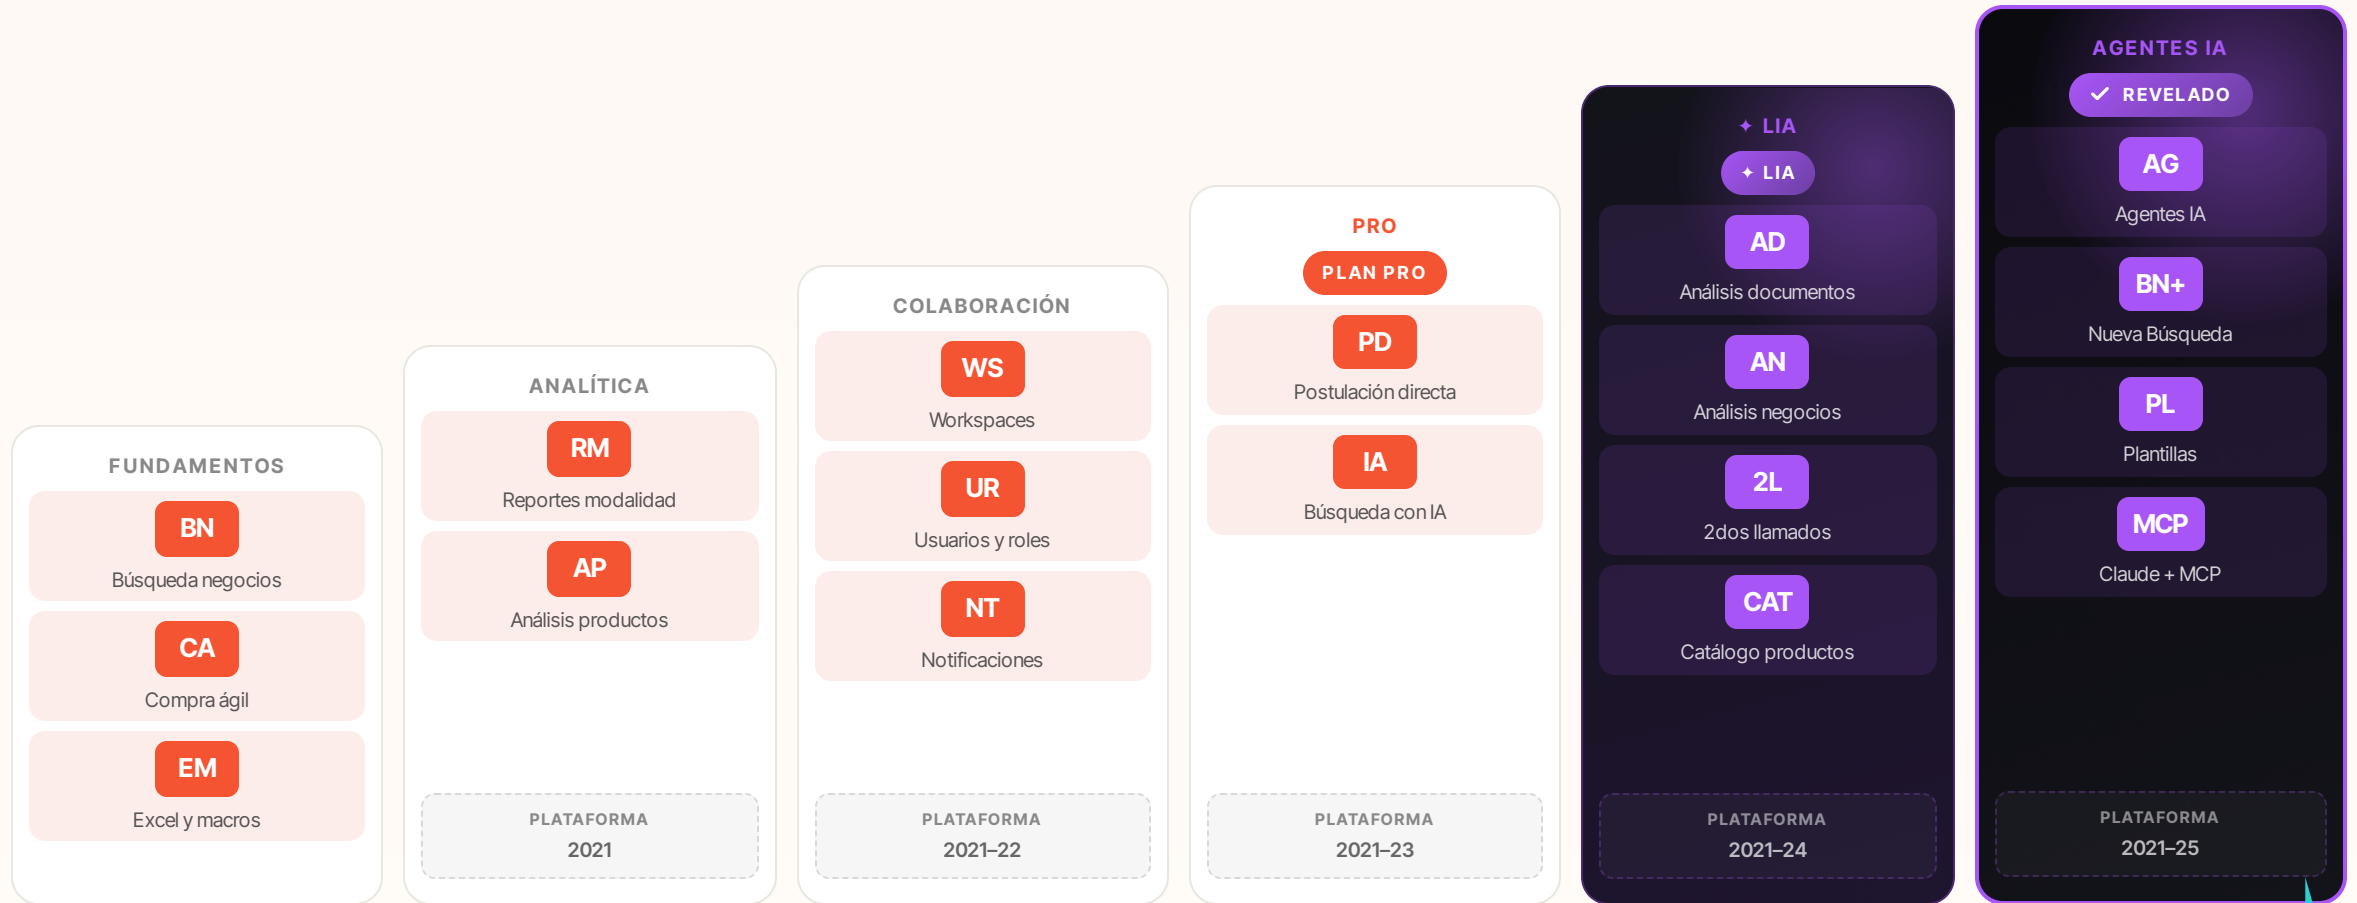 FUNDAMENTOS
BN
Búsqueda negocios
CA
Compra ágil
EM
Excel y macros
ANALÍTICA
RM
Reportes modalidad
AP
Análisis productos
PLATAFORMA
2021
COLABORACIÓN
WS
Workspaces
UR
Usuarios y roles
NT
Notificaciones
PLATAFORMA
2021–22
PRO
PLAN PRO
PD
Postulación directa
IA
Búsqueda con IA
PLATAFORMA
2021–23
✦ LIA
✦ LIA
AD
Análisis documentos
AN
Análisis negocios
2L
2dos llamados
CAT
Catálogo productos
PLATAFORMA
2021–24
AGENTES IA
✓ REVELADO
AG
Agentes IA
BN+
Nueva Búsqueda
PL
Plantillas
MCP
Claude + MCP
PLATAFORMA
2021–25